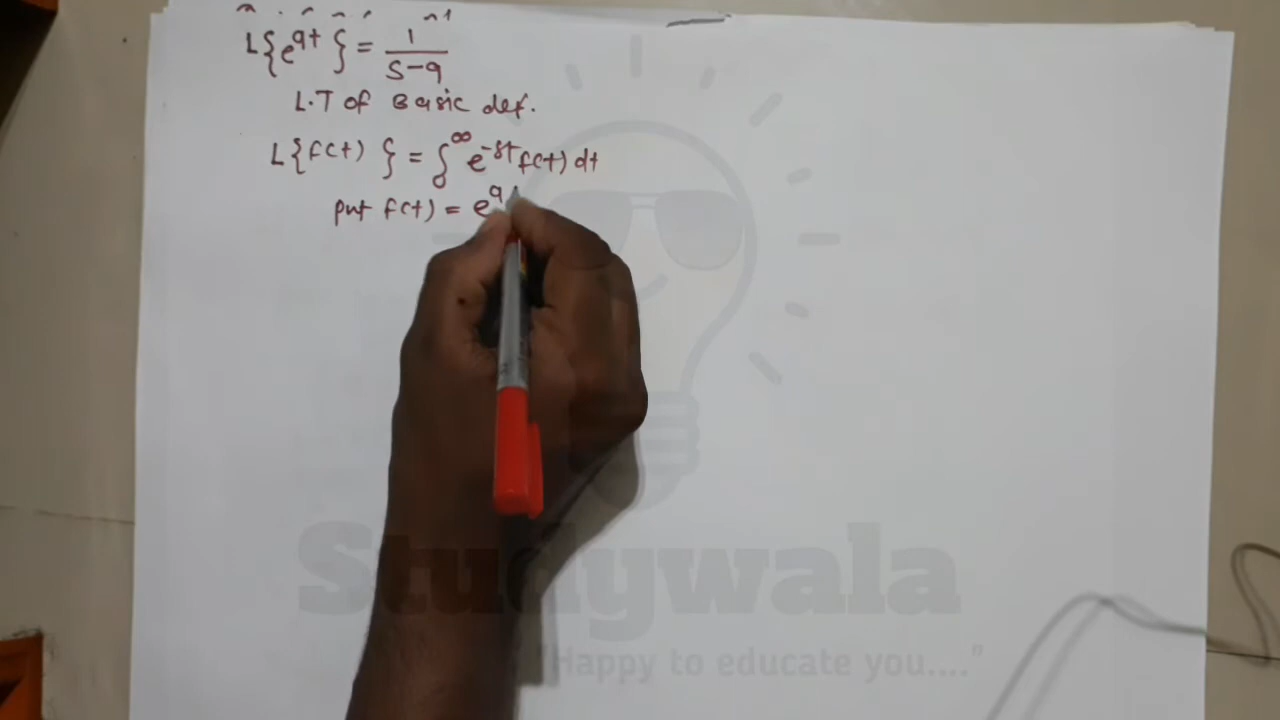 L{e^at} = 1/(s-a)
L.T of Basic def.
L{f(t)} = ∫₀^∞ e^-st f(t) dt
put f(t) = e^a
Studywala
"Happy to educate you...."